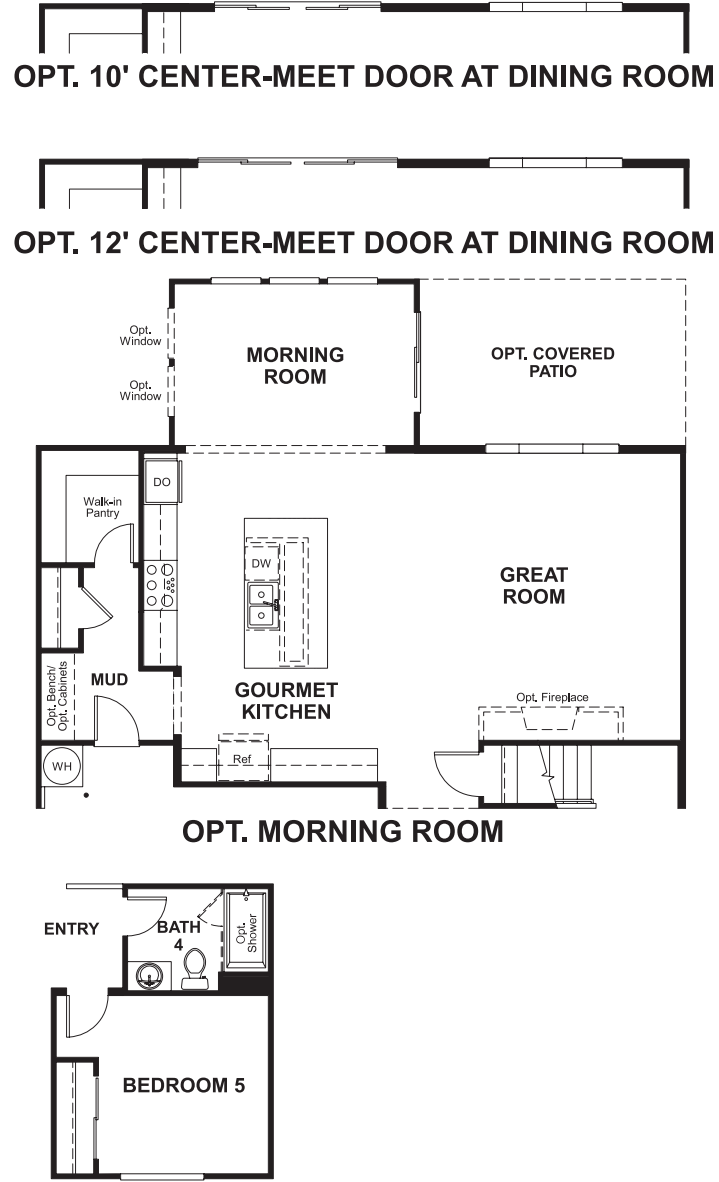 OPT. 10' CENTER-MEET DOOR AT DINING ROOM
OPT. 12' CENTER-MEET DOOR AT DINING ROOM
Opt.
Window
MORNING
ROOM
OPT. COVERED
PATIO
Opt.
Window
DO
Walk-in
Pantry
DW
GREAT
ROOM
Opt. Bench/
Opt. Cabinets
MUD
GOURMET
KITCHEN
Opt. Fireplace
WH
Ref
OPT. MORNING ROOM
ENTRY
BATH
4
Opt.
Shower
BEDROOM 5